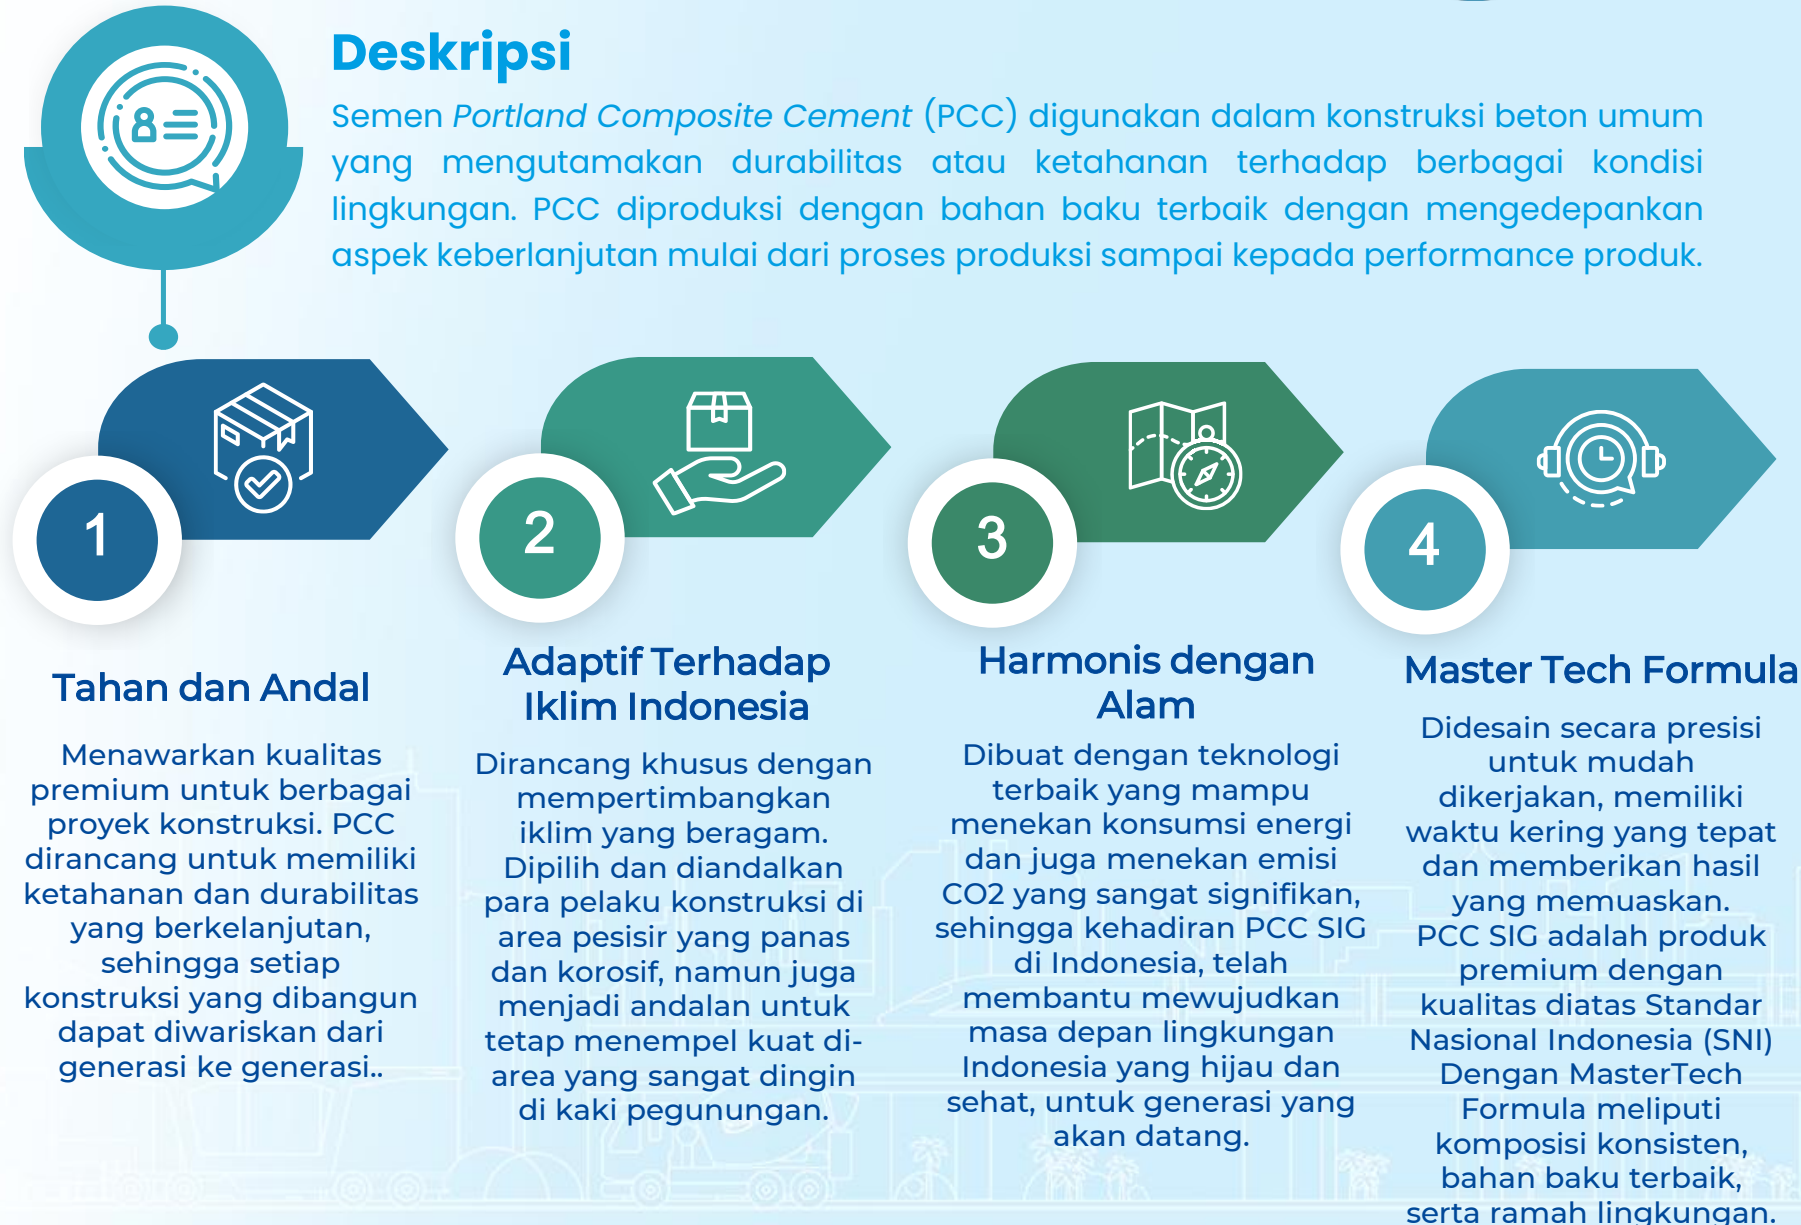 Deskripsi
Semen Portland Composite Cement (PCC) digunakan dalam konstruksi beton umum
yang mengutamakan durabilitas atau ketahanan terhadap berbagai kondisi
lingkungan. PCC diproduksi dengan bahan baku terbaik dengan mengedepankan
aspek keberlanjutan mulai dari proses produksi sampai kepada performance produk.
1
Tahan dan Andal
Menawarkan kualitas
premium untuk berbagai
proyek konstruksi. PCC
dirancang untuk memiliki
ketahanan dan durabilitas
yang berkelanjutan,
sehingga setiap
konstruksi yang dibangun
dapat diwariskan dari
generasi ke generasi..
2
Adaptif Terhadap
Iklim Indonesia
Dirancang khusus dengan
mempertimbangkan
iklim yang beragam.
Dipilih dan diandalkan
para pelaku konstruksi di
area pesisir yang panas
dan korosif, namun juga
menjadi andalan untuk
tetap menempel kuat di-
area yang sangat dingin
di kaki pegunungan.
3
Harmonis dengan
Alam
Dibuat dengan teknologi
terbaik yang mampu
menekan konsumsi energi
dan juga menekan emisi
CO2 yang sangat signifikan,
sehingga kehadiran PCC SIG
di Indonesia, telah
membantu mewujudkan
masa depan lingkungan
Indonesia yang hijau dan
sehat, untuk generasi yang
akan datang.
4
Master Tech Formula
Didesain secara presisi
untuk mudah
dikerjakan, memiliki
waktu kering yang tepat
dan memberikan hasil
yang memuaskan.
PCC SIG adalah produk
premium dengan
kualitas diatas Standar
Nasional Indonesia (SNI)
Dengan MasterTech
Formula meliputi
komposisi konsisten,
bahan baku terbaik,
serta ramah lingkungan.